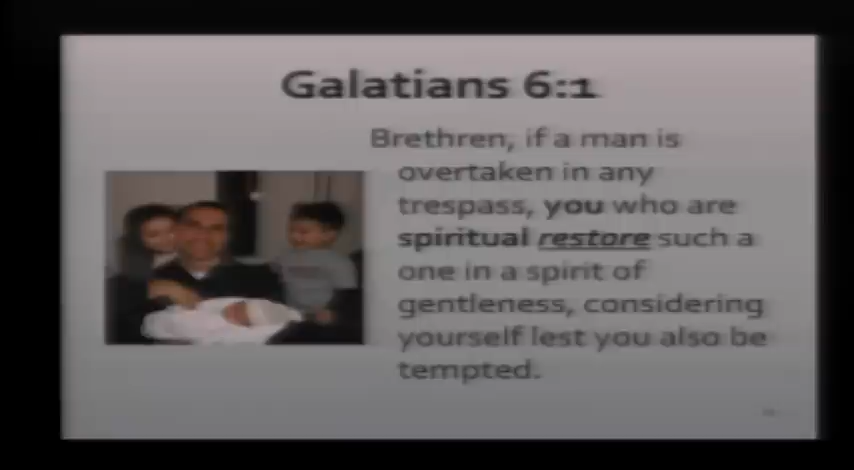 Galatians 6:1
Brethren, if a man is
overtaken in any
trespass, you who are
spiritual restore such a
one in a spirit of
gentleness, considering
yourself lest you also be
tempted.